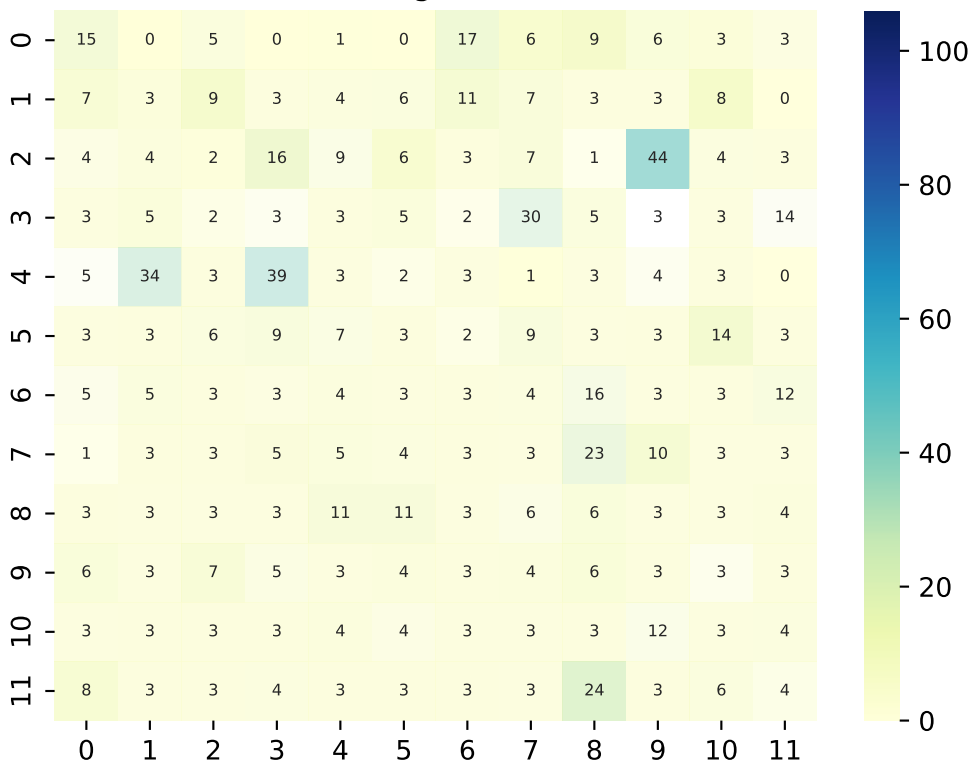 0 15 0 5 0 1 0 17 6 9 6 3 3
1 7 3 9 3 4 6 11 7 3 3 8 0
2 4 4 2 16 9 6 3 7 1 44 4 3
3 3 5 2 3 3 5 2 30 5 3 3 14
4 5 34 3 39 3 2 3 1 3 4 3 0
5 3 3 6 9 7 3 2 9 3 3 14 3
6 5 5 3 3 4 3 3 4 16 3 3 12
7 1 3 3 5 5 4 3 3 23 10 3 3
8 3 3 3 3 11 11 3 6 6 3 3 4
9 6 3 7 5 3 4 3 4 6 3 3 3
10 3 3 3 3 4 4 3 3 3 12 3 4
11 8 3 3 4 3 3 3 3 24 3 6 4
0 1 2 3 4 5 6 7 8 9 10 11
100
80
60
40
20
0